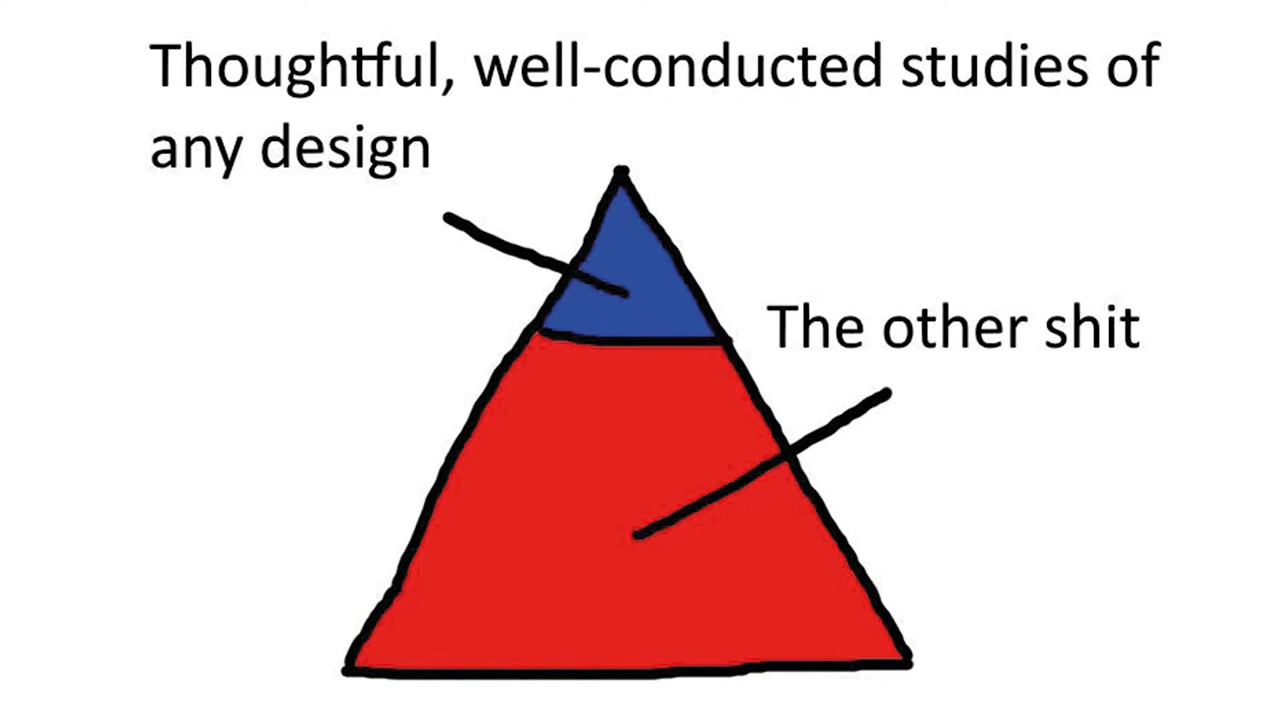 Thoughtful, well-conducted studies of
any design
The other shit